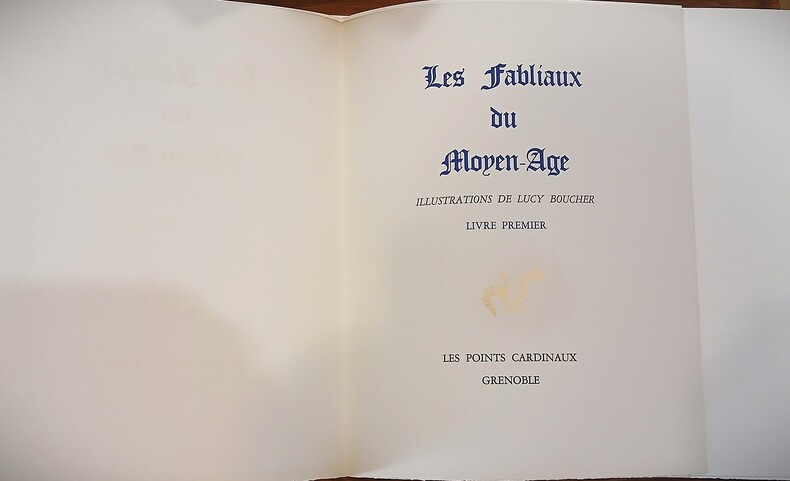 Les Fabliaux
du
Moyen-Age
ILLUSTRATIONS DE LUCY BOUCHER
LIVRE PREMIER
LES POINTS CARDINAUX
GRENOBLE